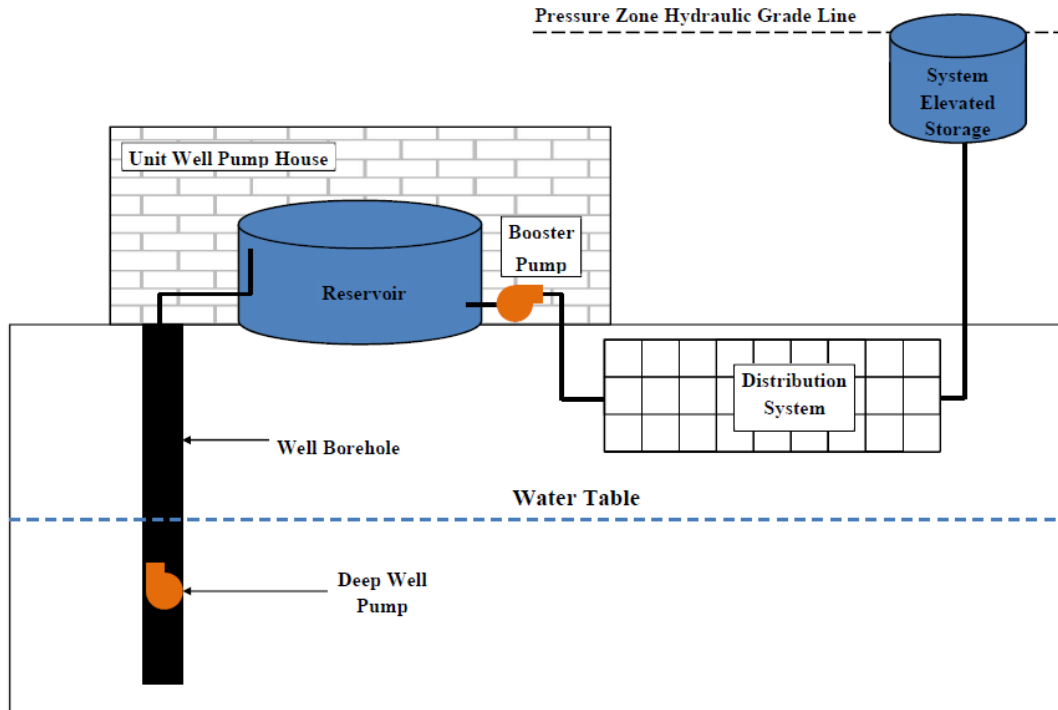 Pressure Zone Hydraulic Grade Line
System
Elevated
Storage
Unit Well Pump House
Booster
Pump
Reservoir
Distribution
System
Well Borehole
Water Table
Deep Well
Pump